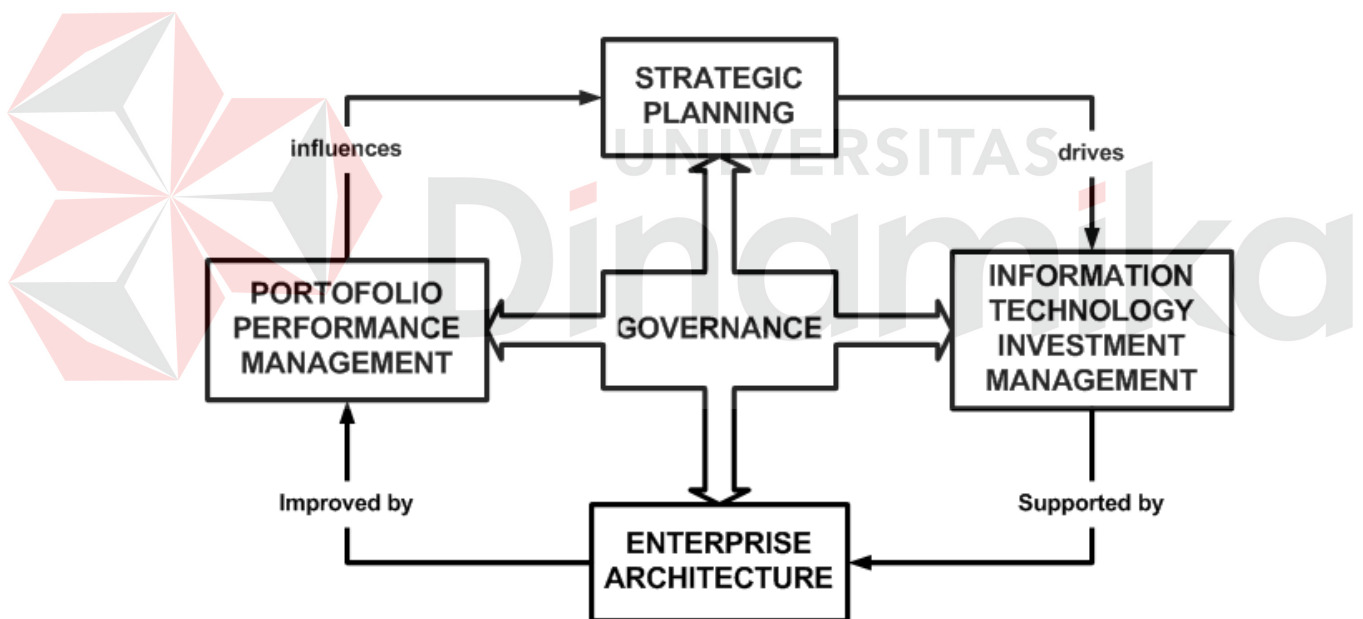 STRATEGIC
PLANNING
UNIVERSITAS
Dinamika
influences
drives
PORTOFOLIO
PERFORMANCE
MANAGEMENT
GOVERNANCE
INFORMATION
TECHNOLOGY
INVESTMENT
MANAGEMENT
Improved by
Supported by
ENTERPRISE
ARCHITECTURE